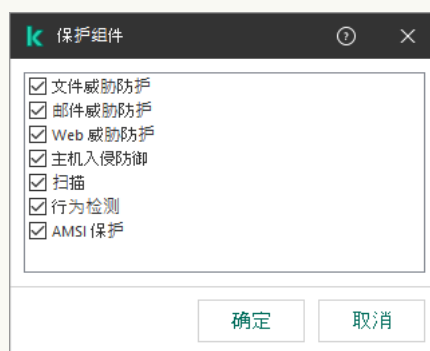 保护组件
文件威胁防护
邮件威胁防护
Web 威胁防护
主机入侵防御
扫描
行为检测
AMSI 保护
确定 取消